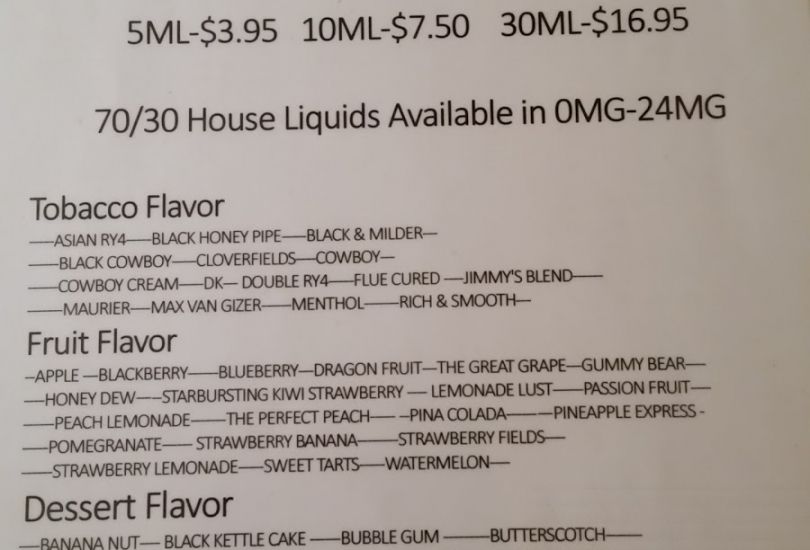 5ML-$3.95 10ML-$7.50 30ML-$16.95
70/30 House Liquids Available in 0MG-24MG
Tobacco Flavor
-----ASIAN RY4-----BLACK HONEY PIPE-----BLACK & MILDER---
------BLACK COWBOY-----CLOVERFIELDS----COWBOY---
------COWBOY CREAM-----DK--- DOUBLE RY4-----FLUE CURED ----JIMMY'S BLEND------
-------MAURIER----MAX VAN GIZER------MENTHOL-------RICH & SMOOTH---
Fruit Flavor
--APPLE ---BLACKBERRY------BLUEBERRY---DRAGON FRUIT---THE GREAT GRAPE---GUMMY BEAR----
----HONEY DEW-----STARBURSTING KIWI STRAWBERRY ---- LEMONADE LUST------PASSION FRUIT----
------PEACH LEMONADE-------THE PERFECT PEACH----- --PINA COLADA---------PINEAPPLE EXPRESS -
-----POMEGRANATE------ STRAWBERRY BANANA--------STRAWBERRY FIELDS----
------STRAWBERRY LEMONADE-----SWEET TARTS-----WATERMELON----
Dessert Flavor
----BANANA NUT---- BLACK KETTLE CAKE ------BUBBLE GUM --------BUTTERSCOTCH-------